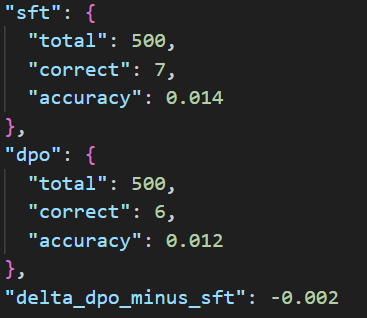 "sft": {
"total": 500,
"correct": 7,
"accuracy": 0.014
},
"dpo": {
"total": 500,
"correct": 6,
"accuracy": 0.012
},
"delta_dpo_minus_sft": -0.002